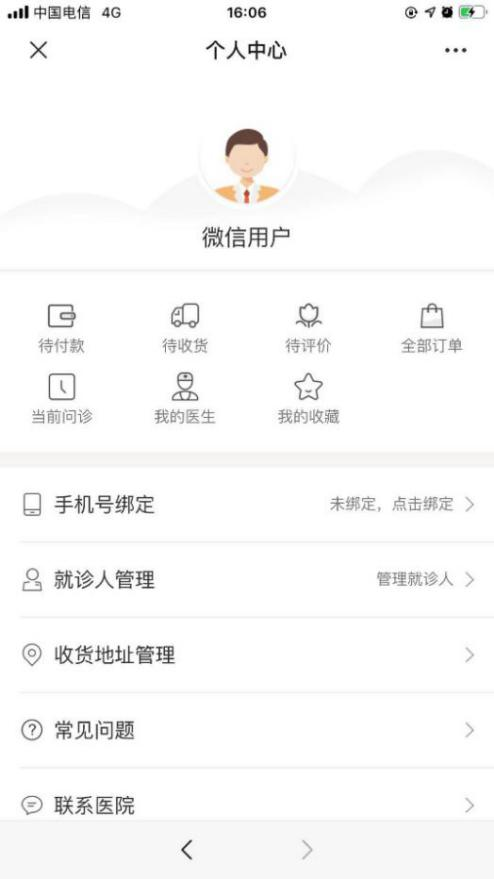 中国电信 4G 16:06
个人中心
微信用户
待付款 待收货 待评价 全部订单
当前问诊 我的医生 我的收藏
手机号绑定 未绑定，点击绑定
就诊人管理 管理就诊人
收货地址管理
常见问题
联系医院